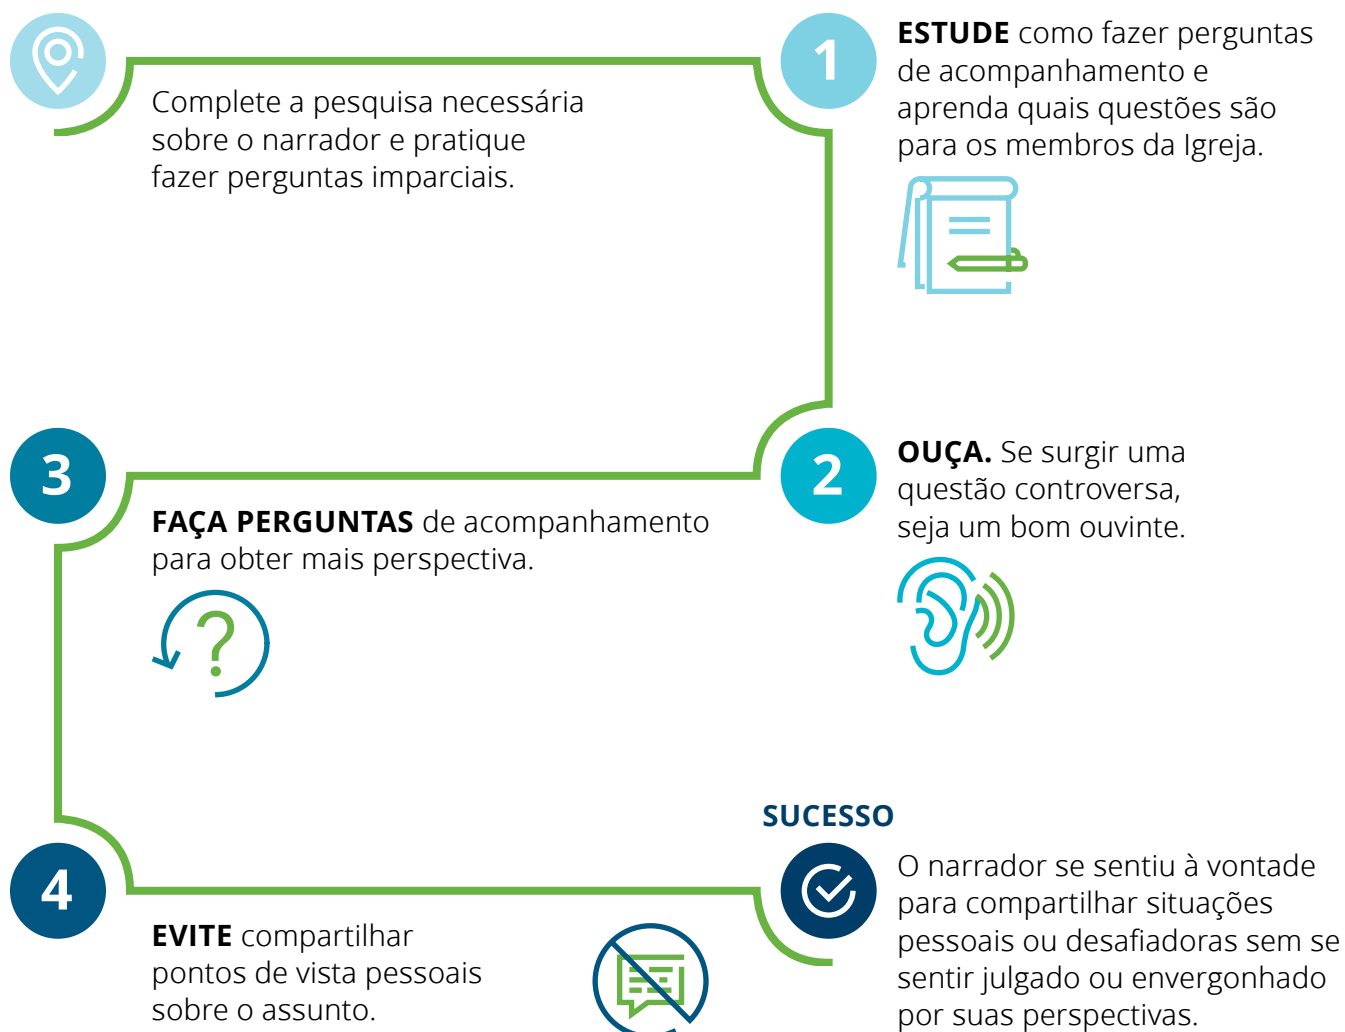 Complete a pesquisa necessária
sobre o narrador e pratique
fazer perguntas imparciais.
1
ESTUDE como fazer perguntas
de acompanhamento e
aprenda quais questões são
para os membros da Igreja.
2
OUÇA. Se surgir uma
questão controversa,
seja um bom ouvinte.
3
FAÇA PERGUNTAS de acompanhamento
para obter mais perspectiva.
?
4
EVITE compartilhar
pontos de vista pessoais
sobre o assunto.
SUCESSO
O narrador se sentiu à vontade
para compartilhar situações
pessoais ou desafiadoras sem se
sentir julgado ou envergonhado
por suas perspectivas.